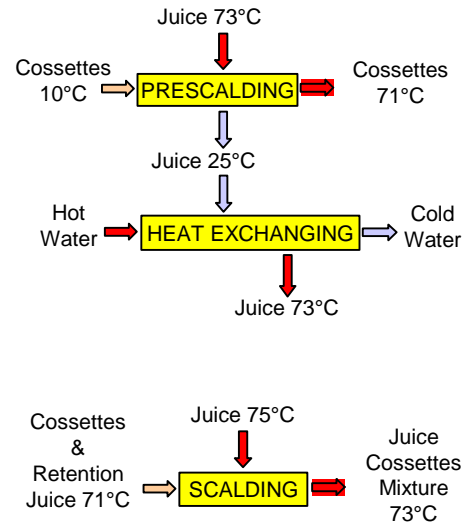 Juice 73°C
Cossettes
10°C
PRESCALDING
Cossettes
71°C
Juice 25°C
Hot
Water
HEAT EXCHANGING
Cold
Water
Juice 73°C
Cossettes
&
Retention
Juice 71°C
Juice 75°C
SCALDING
Juice
Cossettes
Mixture
73°C